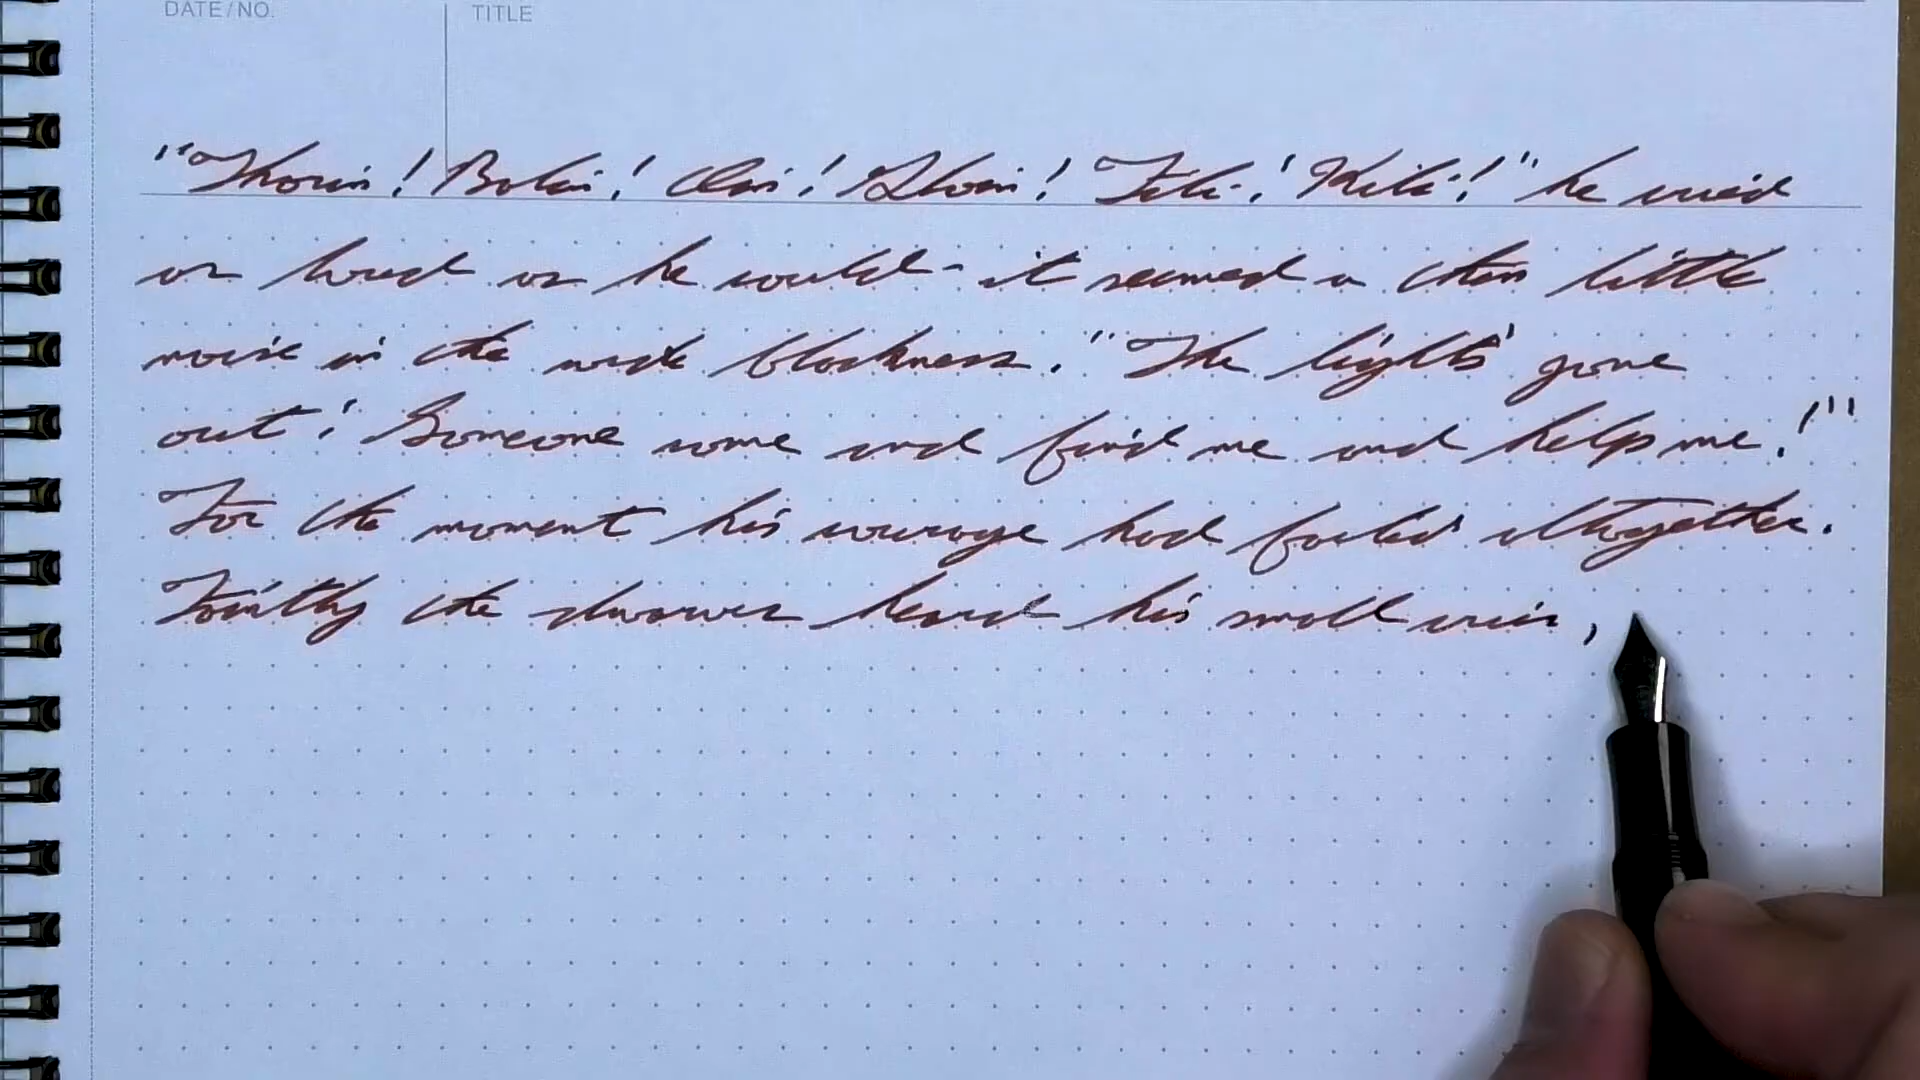 DATE/NO. TITLE
"Thorin! Balin! Oin! Gloin! Fili! Kili!" he cried
as loud as he could - it seemed a thin little
noise in the wide blackness. "The light's gone
out! Someone come and find me and help me!"
For the moment his courage had failed altogether.
Faintly the dwarves heard his small cries,